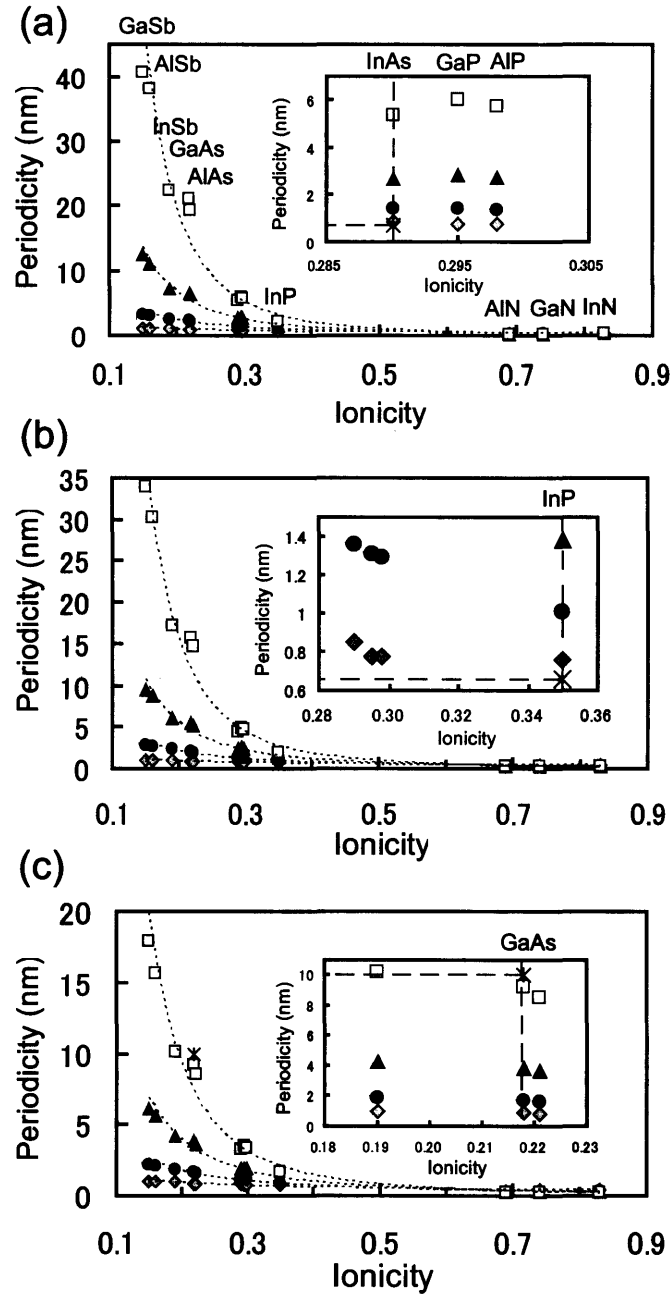 (a)
GaSb
AlSb
InSb
GaAs
AlAs
InP
AlN GaN InN
40
30
20
10
0
Periodicity (nm)
0.1 0.3 0.5 0.7 0.9
Ionicity
InAs GaP AlP
6
4
2
0
Periodicity (nm)
0.285 0.295 0.305
Ionicity
(b)
35
30
25
20
15
10
5
0
Periodicity (nm)
0.1 0.3 0.5 0.7 0.9
Ionicity
InP
1.4
1.2
1
0.8
0.6
Periodicity (nm)
0.28 0.30 0.32 0.34 0.36
Ionicity
(c)
20
15
10
5
0
Periodicity (nm)
0.1 0.3 0.5 0.7 0.9
Ionicity
GaAs
10
8
6
4
2
0
Periodicity (nm)
0.18 0.19 0.20 0.21 0.22 0.23
Ionicity